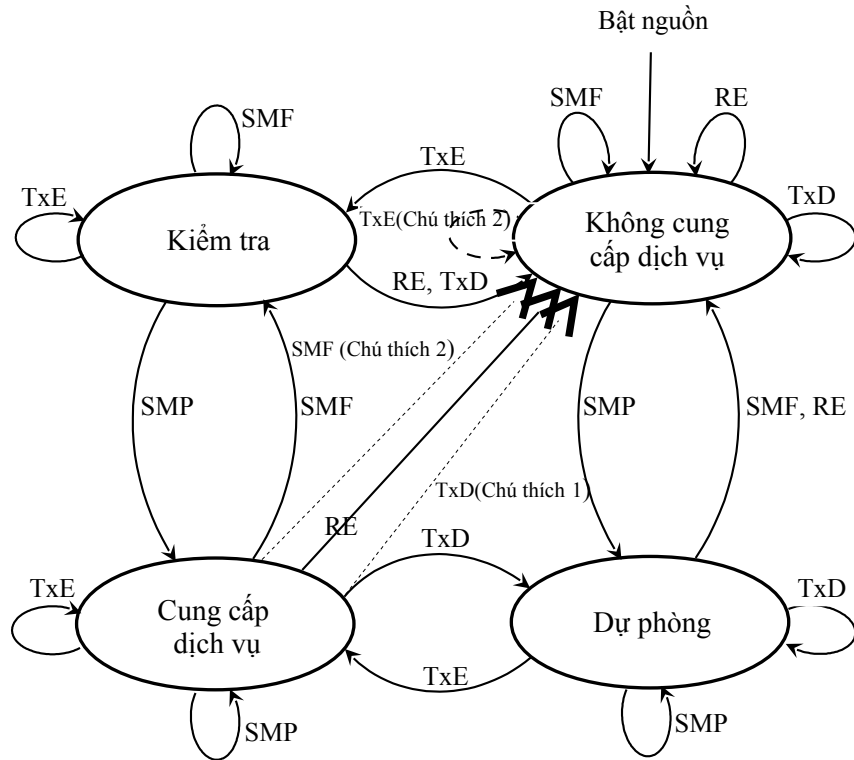 Bật nguồn
SMF
SMF
RE
TxE
TxE
TxD
Kiểm tra
TxE(Chú thích 2)
Không cung
cấp dịch vụ
RE, TxD
SMF (Chú thích 2)
SMP
SMF
SMP
SMF, RE
TxD(Chú thích 1)
RE
TxD
TxE
TxD
Cung cấp
dịch vụ
Dự phòng
TxE
SMP
SMP